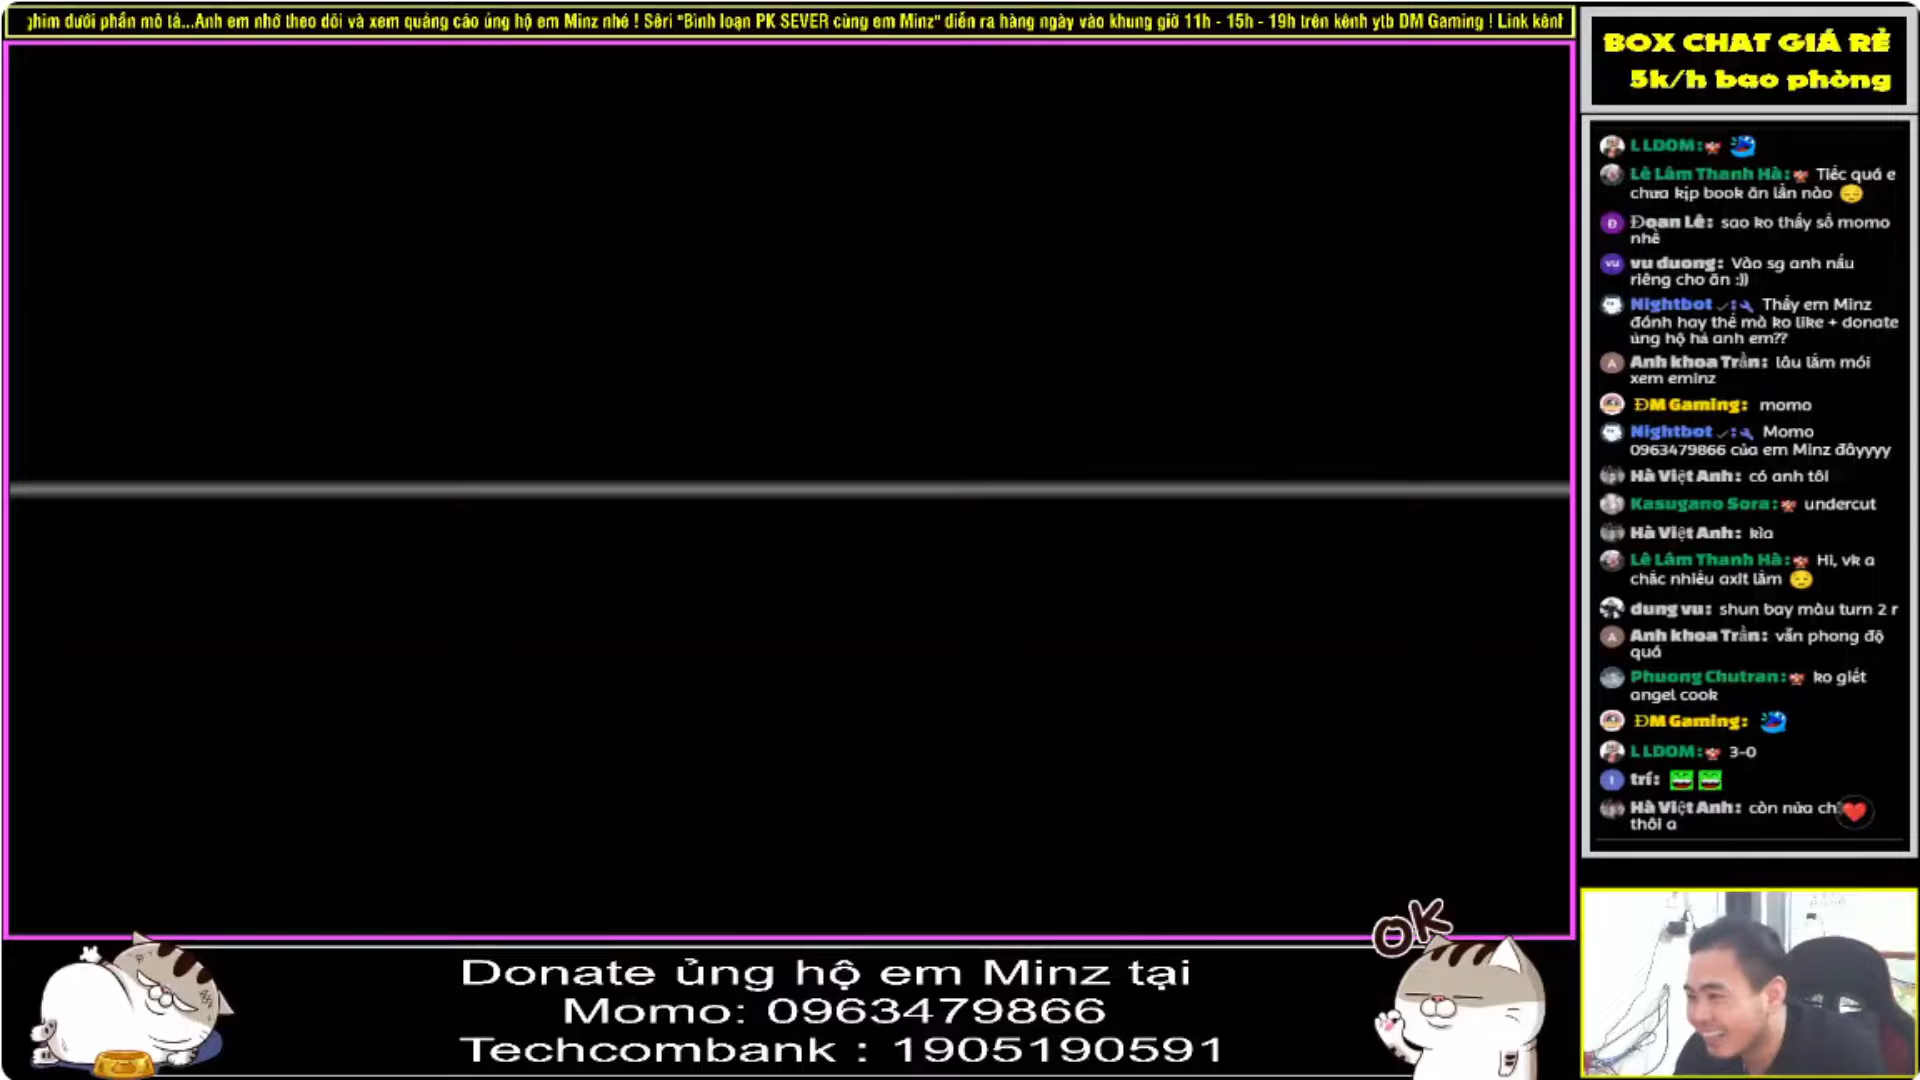 ghim dưới phần mô tả...Anh em nhớ theo dõi và xem quảng cáo ủng hộ em Minz nhé ! Sêri "Bình loạn PK SEVER cùng em Minz" diễn ra hàng ngày vào khung giờ 11h - 15h - 19h trên kênh ytb DM Gaming ! Link kênh
BOX CHAT GIÁ RẺ
5k/h bao phòng
L LDOM:
Lê Lâm Thanh Hà: Tiếc quá e
chưa kịp book ăn lần nào
Đoan Lê: sao ko thấy số momo
nhể
vu duong: Vào sg anh nấu
riêng cho ăn :))
Nightbot : Thấy em Minz
đánh hay thế mà ko like + donate
ủng hộ hả anh em??
Anh khoa Trần: lâu lắm mói
xem eminz
ĐM Gaming: momo
Nightbot : Momo
0963479866 của em Minz đâyyyy
Hà Việt Anh: có anh tôi
Kasugano Sora: undercut
Hà Việt Anh: kìa
Lê Lâm Thanh Hà: Hi, vk a
chắc nhiều axit lắm
dung vu: shun bay màu turn 2 r
Anh khoa Trần: vẫn phong độ
quá
Phuong Chutran: ko giết
angel cook
ĐM Gaming:
L LDOM: 3-0
trí:
Hà Việt Anh: còn nửa
thôi a
OK
Donate ủng hộ em Minz tại
Momo: 0963479866
Techcombank : 1905190591